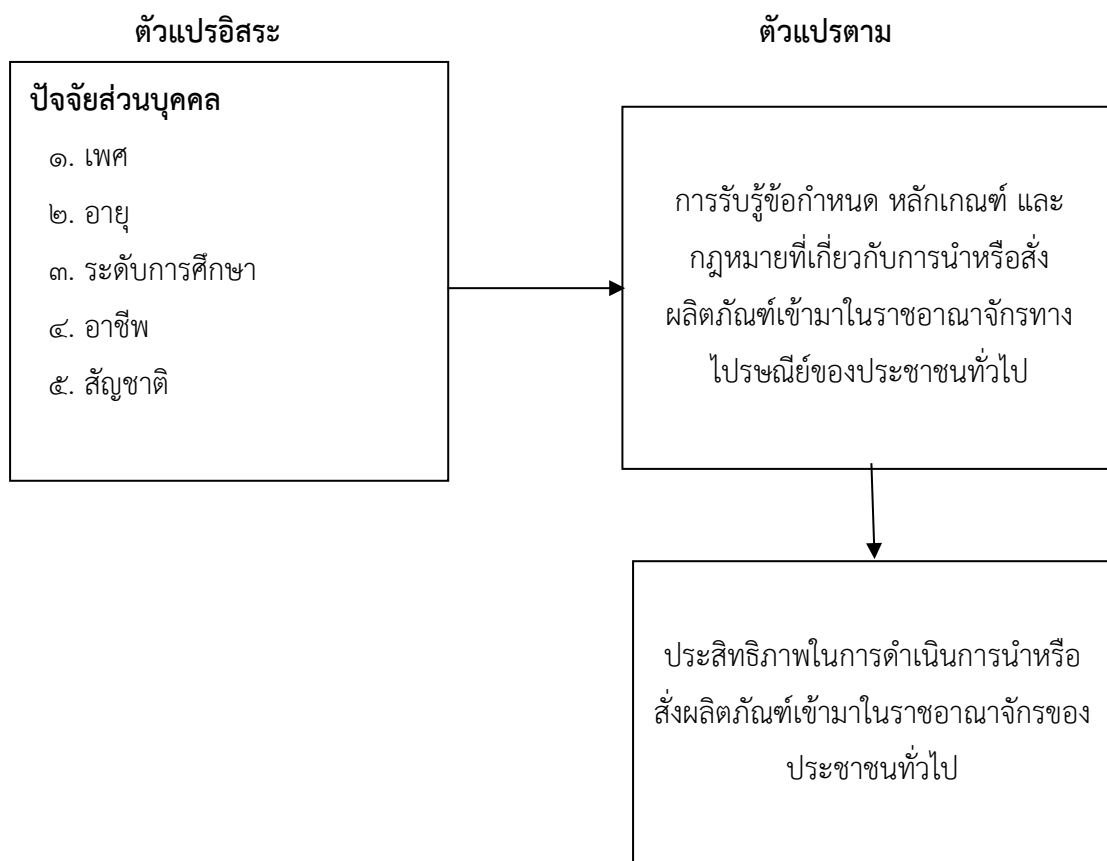 ตัวแปรอิสระ
ตัวแปรตาม
ปัจจัยส่วนบุคคล
๑. เพศ
๒. อายุ
๓. ระดับการศึกษา
๔. อาชีพ
๕. สัญชาติ
การรับรู้ข้อกำหนด หลักเกณฑ์ และ
กฎหมายที่เกี่ยวกับการนำหรือสั่ง
ผลิตภัณฑ์เข้ามาในราชอาณาจักรทาง
ไปรษณีย์ของประชาชนทั่วไป
ประสิทธิภาพในการดำเนินการนำหรือ
สั่งผลิตภัณฑ์เข้ามาในราชอาณาจักรของ
ประชาชนทั่วไป